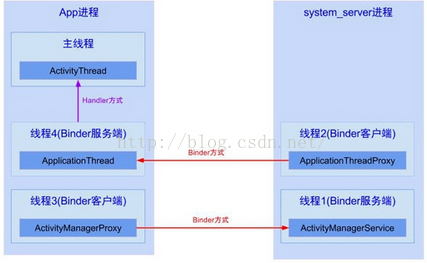 App进程
system_server进程
主线程
ActivityThread
Handler方式
线程4(Binder服务端)
线程2(Binder客户端)
http://blog.csdn.net/
Binder方式
ApplicationThread
ApplicationThreadProxy
线程3(Binder客户端)
线程1(Binder服务端)
Binder方式
ActivityManagerProxy
ActivityManagerService